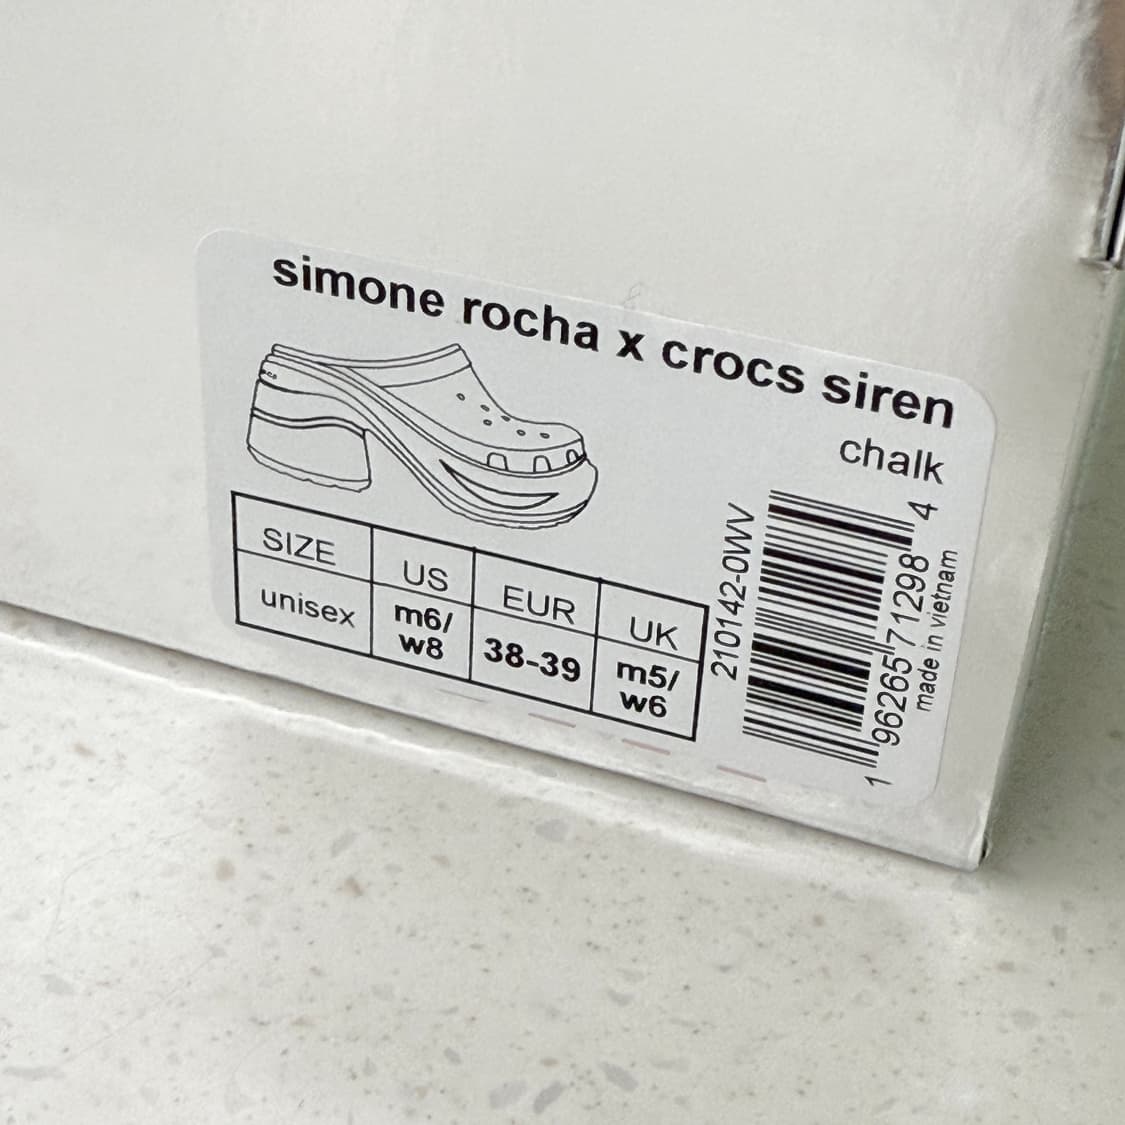 simone rocha x crocs siren
chalk
SIZE US EUR UK
unisex m6/ w8 38-39 m5/ w6
210142-0WV
1 96265 71298 4
made in vietnam